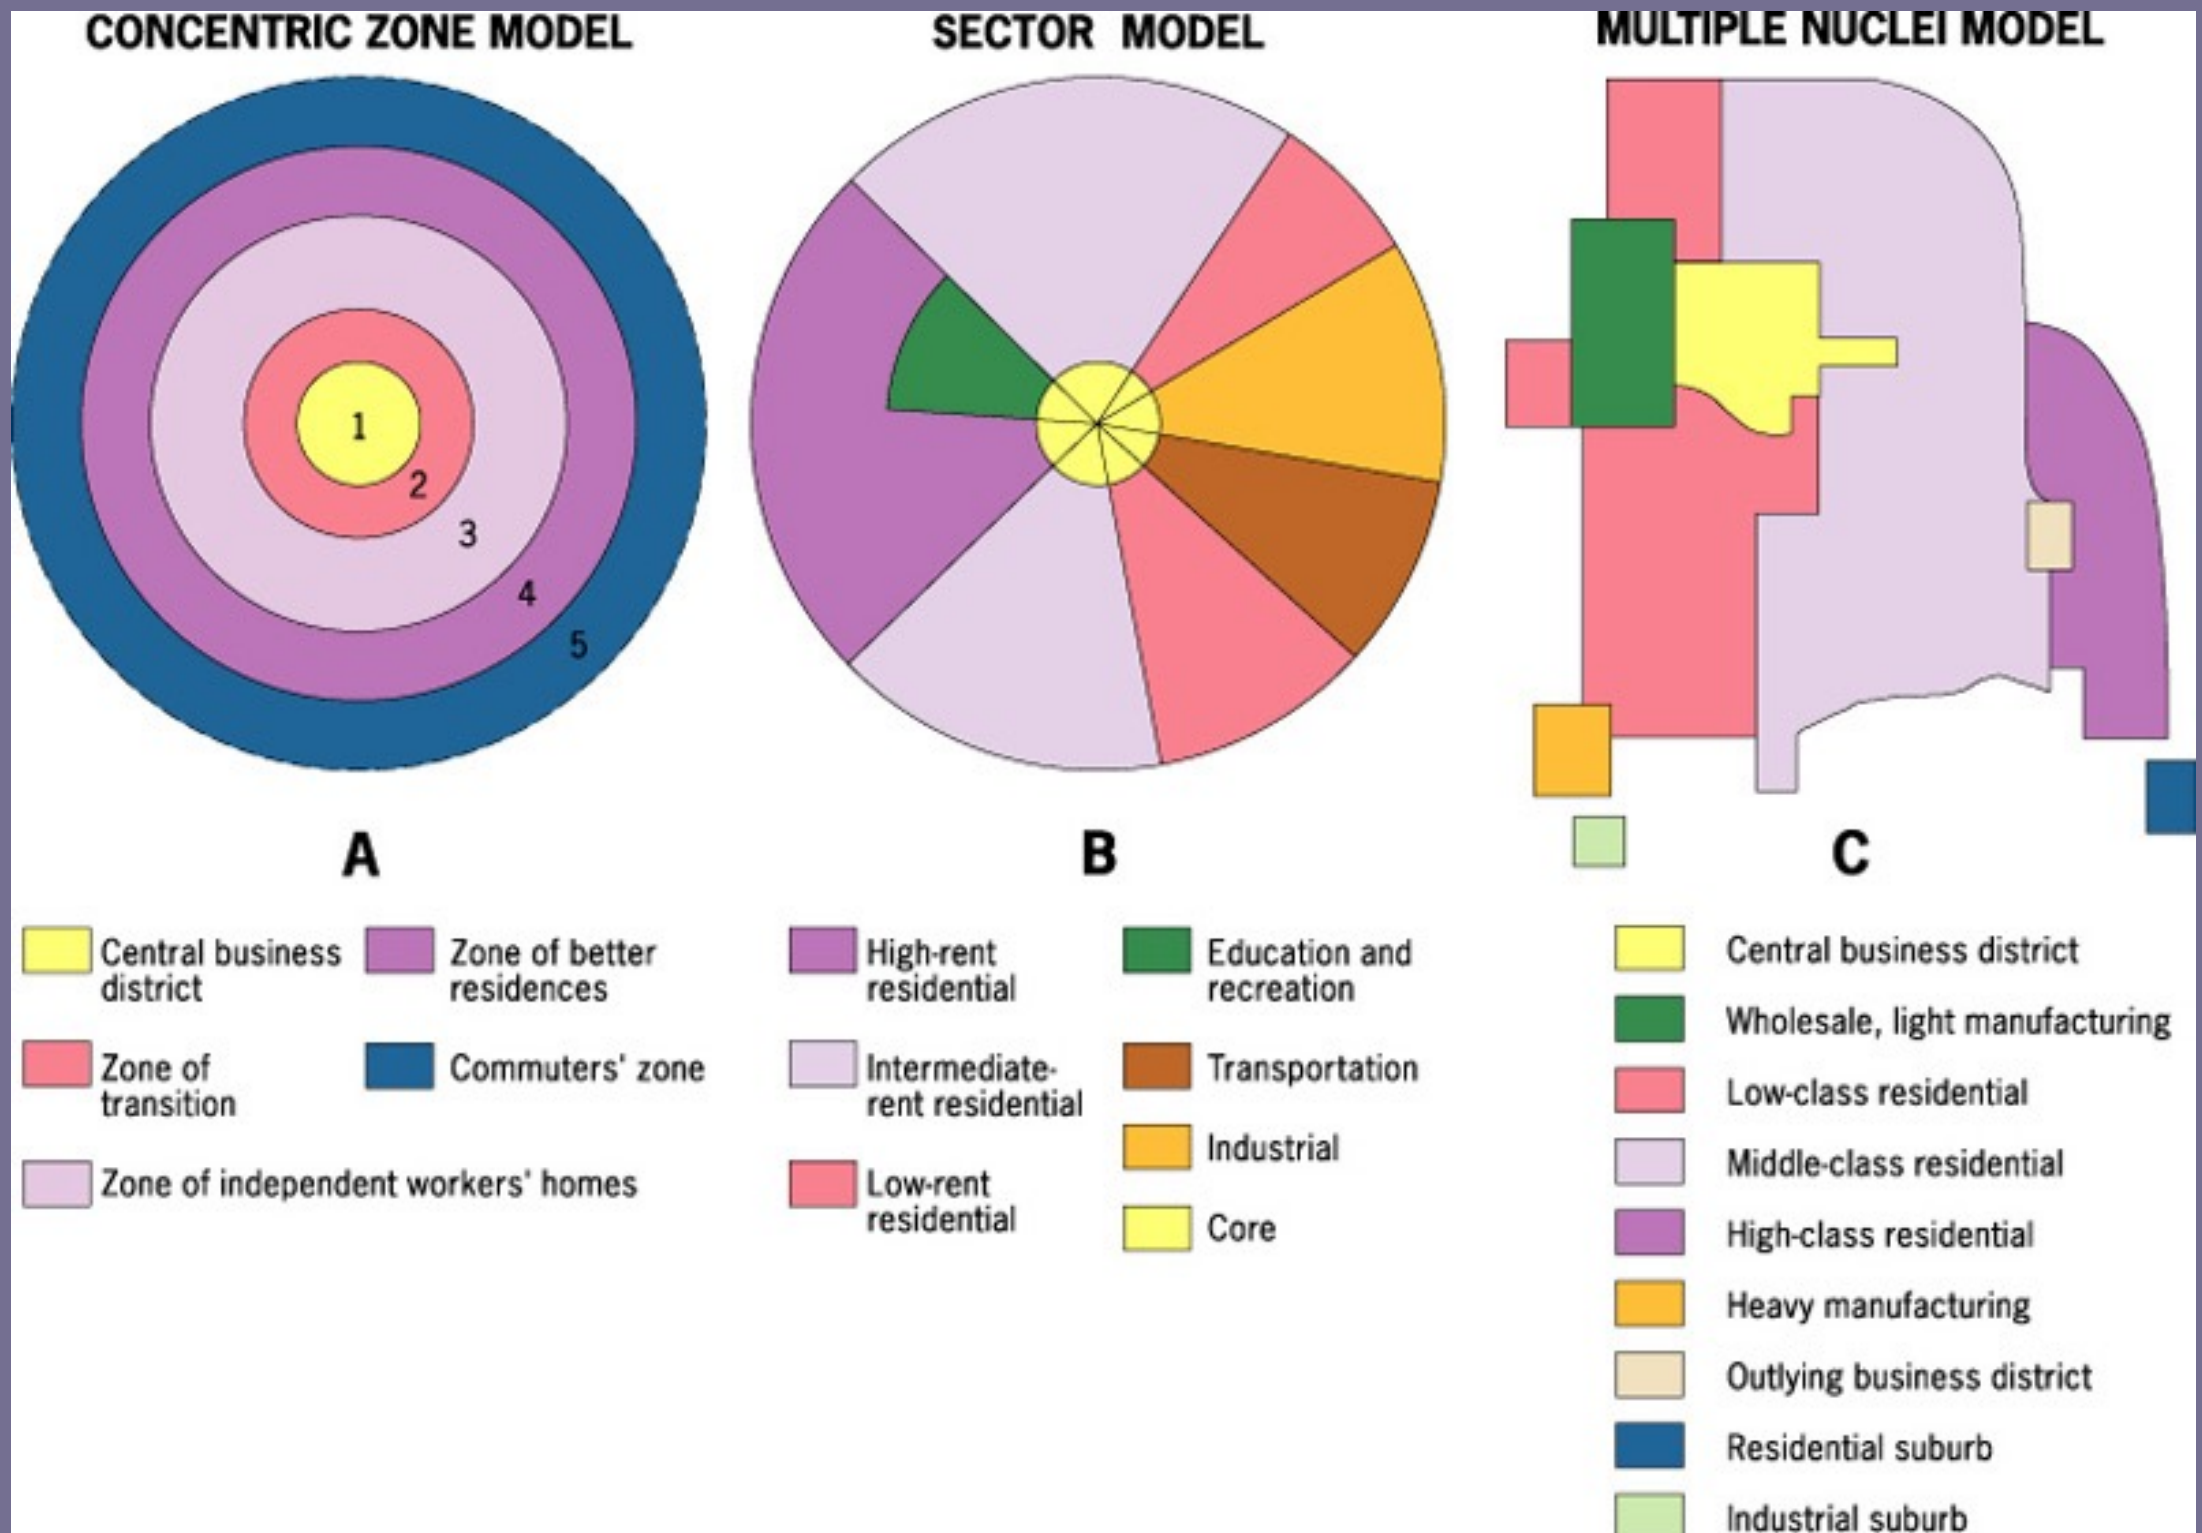 CONCENTRIC ZONE MODEL
1
2
3
4
5
A
Central business
district
Zone of
transition
Zone of independent workers' homes
Zone of better
residences
Commuters' zone
SECTOR MODEL
B
High-rent
residential
Intermediate-
rent residential
Low-rent
residential
Education and
recreation
Transportation
Industrial
Core
MULTIPLE NUCLEI MODEL
C
Central business district
Wholesale, light manufacturing
Low-class residential
Middle-class residential
High-class residential
Heavy manufacturing
Outlying business district
Residential suburb
Industrial suburb